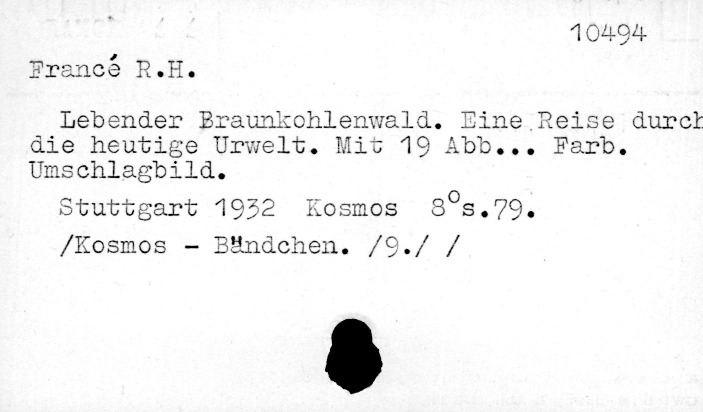 10494
Francé R.H.
Lebender Braunkohlenwald. Eine Reise durch
die heutige Urwelt. Mit 19 Abb... Farb.
Umschlagbild.
Stuttgart 1932 Kosmos 8⁰s.79.
/Kosmos - Bändchen. /9./ /